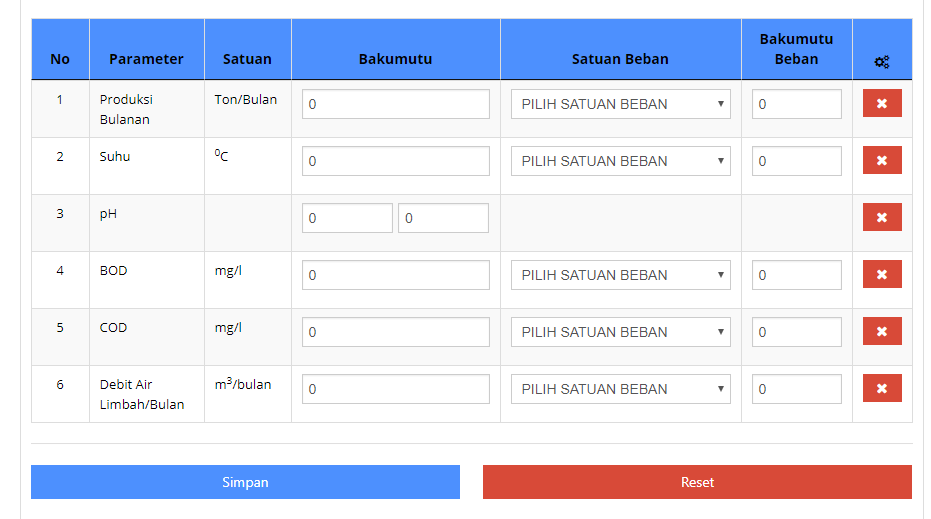 No Parameter Satuan Bakumutu Satuan Beban Bakumutu Beban
1 Produksi Bulanan Ton/Bulan 0 PILIH SATUAN BEBAN 0
2 Suhu ⁰C 0 PILIH SATUAN BEBAN 0
3 pH 0 0
4 BOD mg/l 0 PILIH SATUAN BEBAN 0
5 COD mg/l 0 PILIH SATUAN BEBAN 0
6 Debit Air Limbah/Bulan m³/bulan 0 PILIH SATUAN BEBAN 0
Simpan Reset